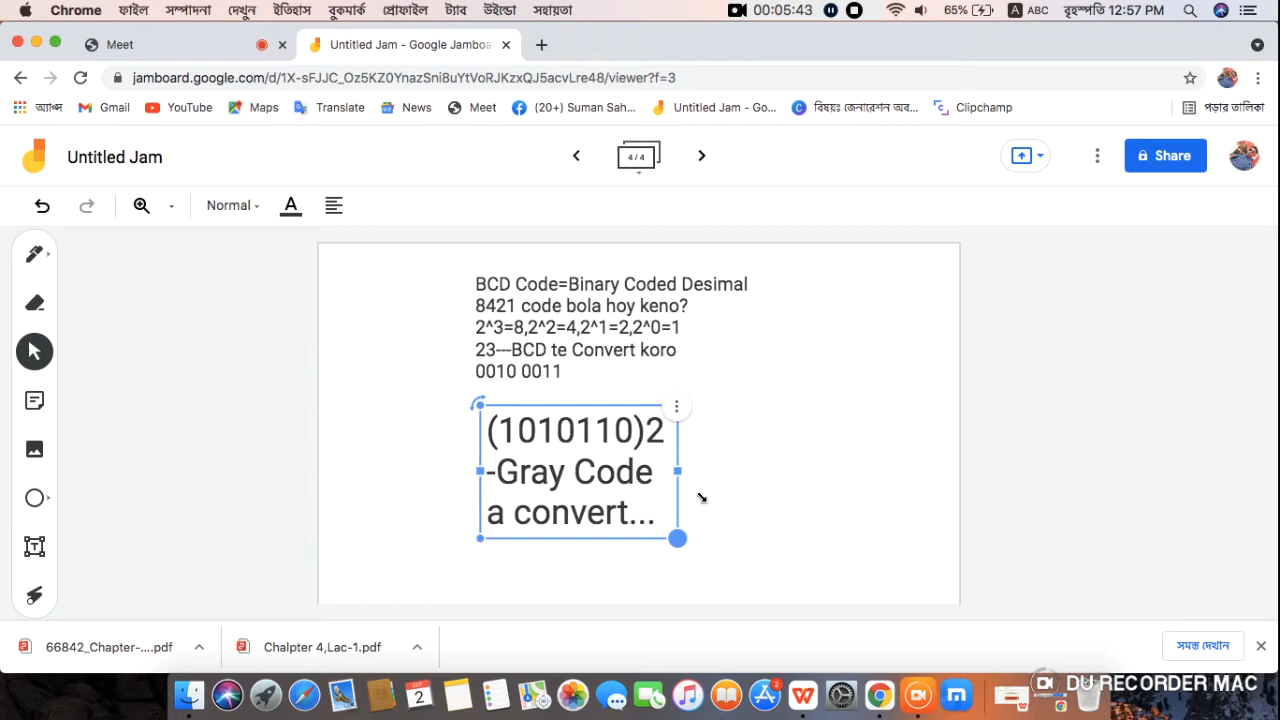 Chrome ফাইল সম্পাদনা দেখুন ইতিহাস বুকমার্ক প্রোফাইল ট্যাব উইন্ডো সহায়তা 00:05:43 65% A ABC বৃহস্পতি 12:57 PM
Meet Untitled Jam - Google Jamboa
jamboard.google.com/d/1X-sFJJC_Oz5KZ0YnazSni8uYtVoRJKzxQJ5acvLre48/viewer?f=3
অ্যাপ্স Gmail YouTube Maps Translate News Meet (20+) Suman Sah... Untitled Jam - Go... বিষয়ঃ জেনারেশন অব... Clipchamp পড়ার তালিকা
Untitled Jam 4/4 Share
Normal A
BCD Code=Binary Coded Desimal
8421 code bola hoy keno?
2^3=8,2^2=4,2^1=2,2^0=1
23---BCD te Convert koro
0010 0011
(1010110)2
-Gray Code
a convert...
66842_Chapter-....pdf Chalpter 4,Lac-1.pdf সমস্ত দেখান
SEP 2 2
DU RECORDER MAC